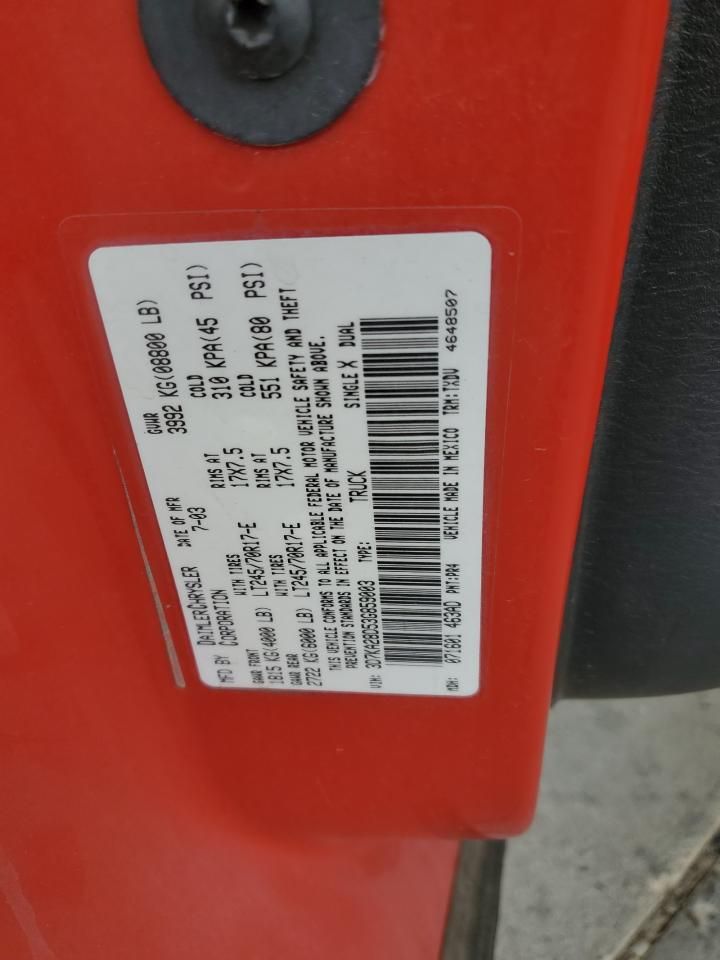 MFD BY DAIMLERCHRYSLER CORPORATION DATE OF MFR 7-03 GVWR 3992 KG(08800 LB)
GAWR FRONT WITH TIRES RIMS AT COLD
1815 KG(4000 LB) LT245/70R17-E 17X7.5 310 KPA(45 PSI)
GAWR REAR WITH TIRES RIMS AT COLD
2722 KG(6000 LB) LT245/70R17-E 17X7.5 551 KPA(80 PSI)
THIS VEHICLE CONFORMS TO ALL APPLICABLE FEDERAL MOTOR VEHICLE SAFETY AND THEFT
PREVENTION STANDARDS IN EFFECT ON THE DATE OF MANUFACTURE SHOWN ABOVE.
VIN: 3D7KA28D53G859003 TYPE: TRUCK SINGLE X DUAL
MDH: 071601 463AD PNT:PR4 VEHICLE MADE IN MEXICO TRM:TXDV 4648507